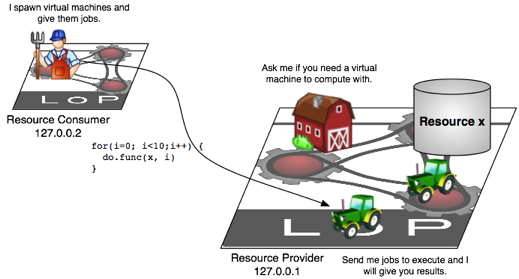 I spawn virtual machines and
give them jobs.
L o P
Resource Consumer
127.0.0.2
for(i=0; i<10;i++) {
do.func(x, i)
}
Ask me if you need a virtual
machine to compute with.
Resource x
L O P
Resource Provider
127.0.0.1
Send me jobs to execute and I
will give you results.